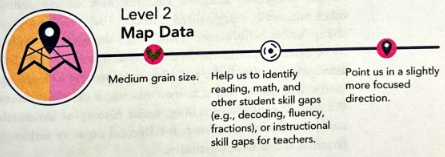 Level 2
Map Data
Medium grain size.
Help us to identify
reading, math, and
other student skill gaps
(e.g., decoding, fluency,
fractions), or instructional
skill gaps for teachers.
Point us in a slightly
more focused
direction.